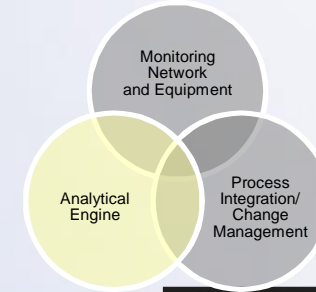 Monitoring
Network
and Equipment
Analytical
Engine
Process
Integration/
Change
Management